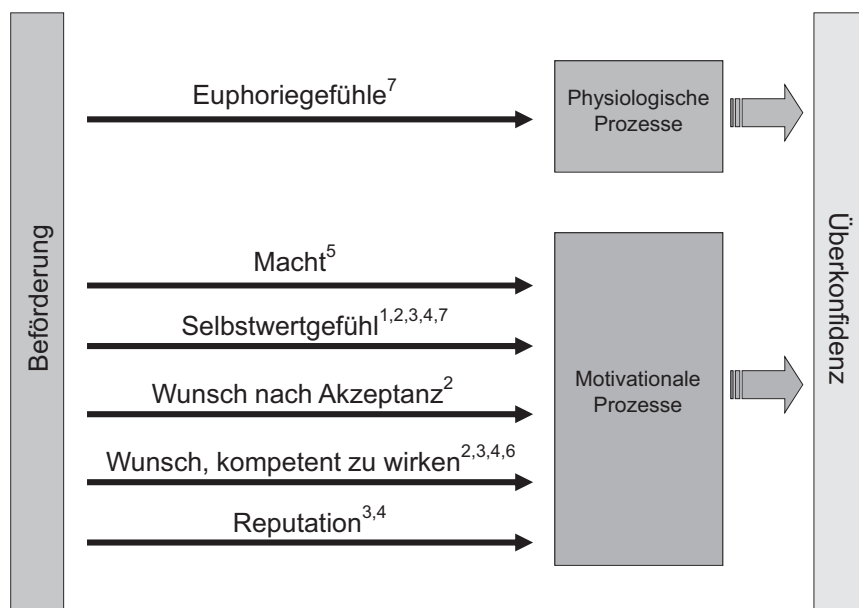 Beförderung
Euphoriegefühle7
Physiologische
Prozesse
Macht5
Selbstwertgefühl1,2,3,4,7
Wunsch nach Akzeptanz2
Wunsch, kompetent zu wirken2,3,4,6
Reputation3,4
Motivationale
Prozesse
Überkonfidenz